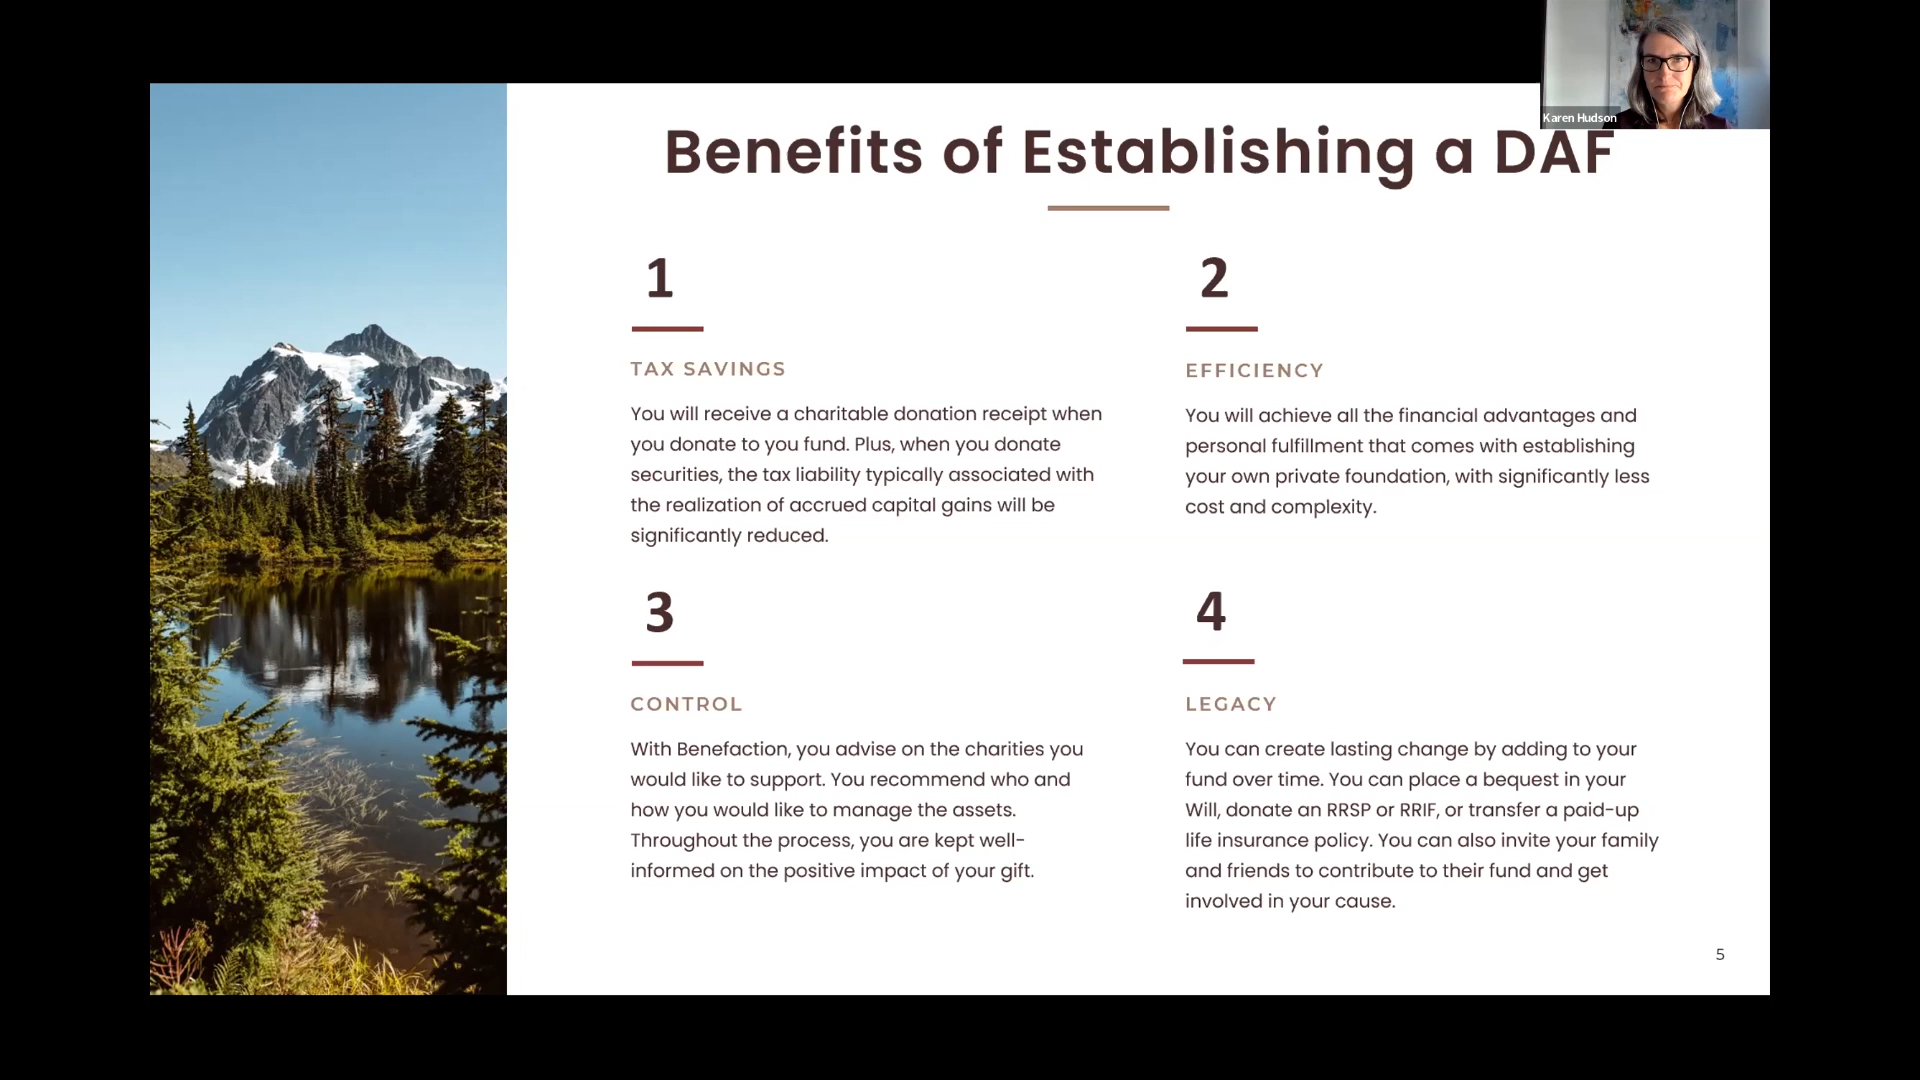 Karen Hudson
Benefits of Establishing a DAF
1
TAX SAVINGS
You will receive a charitable donation receipt when
you donate to you fund. Plus, when you donate
securities, the tax liability typically associated with
the realization of accrued capital gains will be
significantly reduced.
2
EFFICIENCY
You will achieve all the financial advantages and
personal fulfillment that comes with establishing
your own private foundation, with significantly less
cost and complexity.
3
CONTROL
With Benefaction, you advise on the charities you
would like to support. You recommend who and
how you would like to manage the assets.
Throughout the process, you are kept well-
informed on the positive impact of your gift.
4
LEGACY
You can create lasting change by adding to your
fund over time. You can place a bequest in your
Will, donate an RRSP or RRIF, or transfer a paid-up
life insurance policy. You can also invite your family
and friends to contribute to their fund and get
involved in your cause.
5